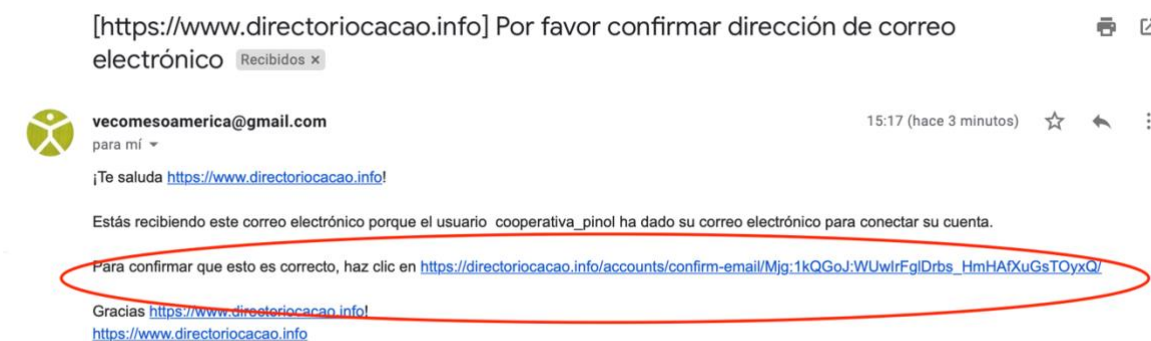 [https://www.directoriocacao.info] Por favor confirmar dirección de correo
electrónico Recibidos x
vecomesoamerica@gmail.com 15:17 (hace 3 minutos)
para mí
¡Te saluda https://www.directoriocacao.info!
Estás recibiendo este correo electrónico porque el usuario cooperativa_pinol ha dado su correo electrónico para conectar su cuenta.
Para confirmar que esto es correcto, haz clic en https://directoriocacao.info/accounts/confirm-email/Mjg:1kQGoJ:WUwIrFglDrbs_HmHAfXuGsTOyxQ/
Gracias https://www.directoriocacao.info!
https://www.directoriocacao.info